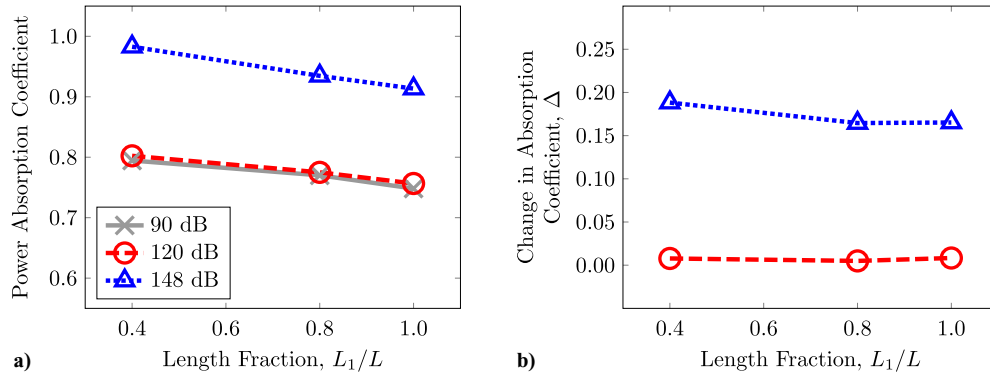 Power Absorption Coefficient
1.0
0.9
0.8
0.7
0.6
90 dB
120 dB
148 dB
0.4
0.6
0.8
1.0
Length Fraction, L₁/L
a)
Change in Absorption
Coefficient, Δ
0.25
0.20
0.15
0.10
0.05
0.00
0.4
0.6
0.8
1.0
Length Fraction, L₁/L
b)